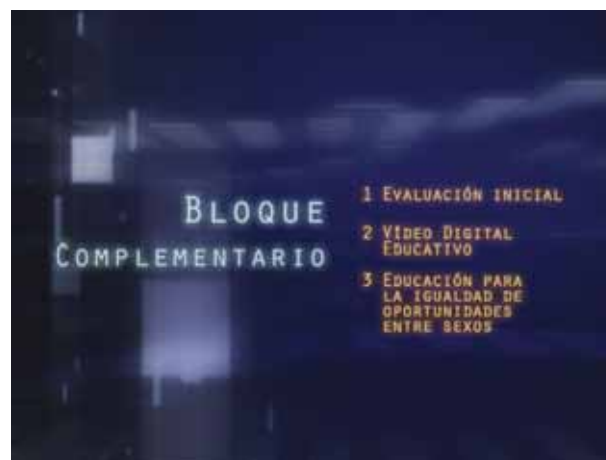 BLOQUE
COMPLEMENTARIO
1 EVALUACIÓN INICIAL
2 VÍDEO DIGITAL
EDUCATIVO
3 EDUCACIÓN PARA
LA IGUALDAD DE
OPORTUNIDADES
ENTRE SEXOS